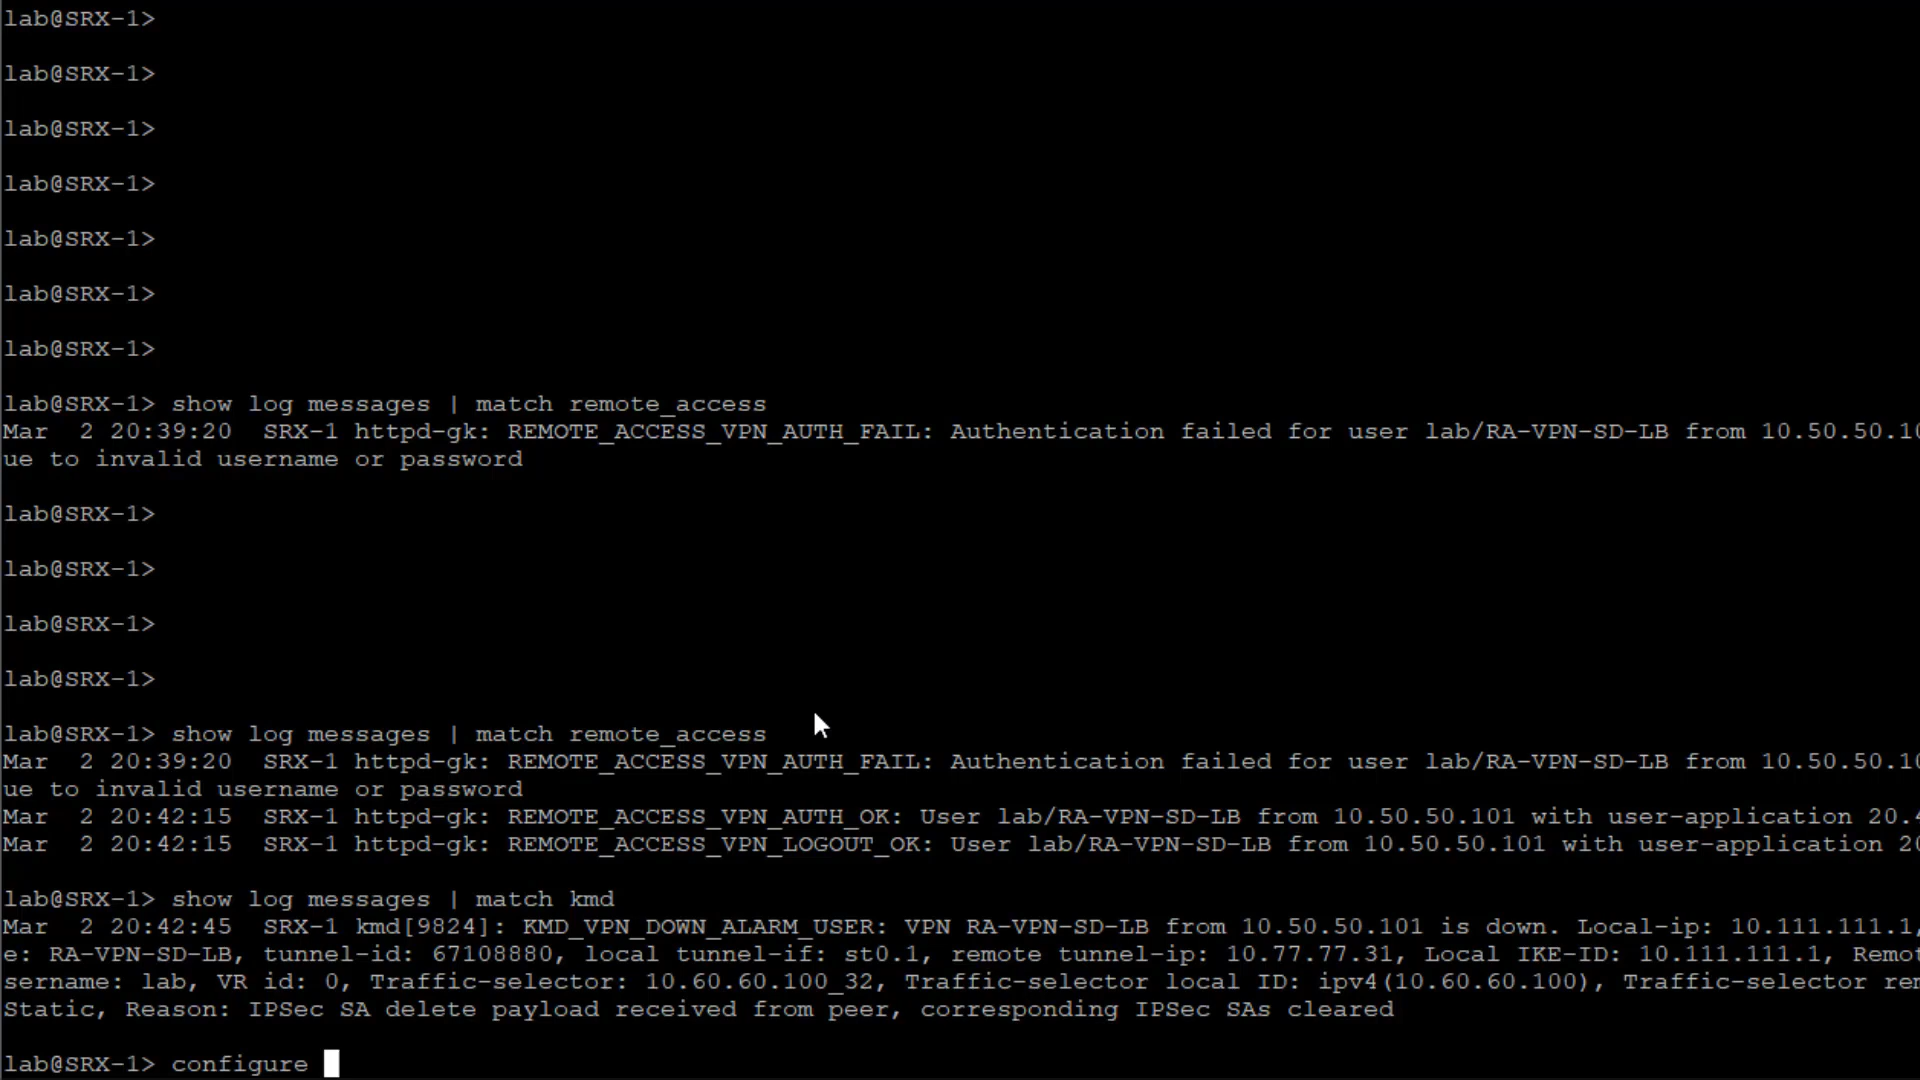 lab@SRX-1>
lab@SRX-1>
lab@SRX-1>
lab@SRX-1>
lab@SRX-1>
lab@SRX-1>
lab@SRX-1>
lab@SRX-1> show log messages | match remote_access
Mar  2 20:39:20  SRX-1 httpd-gk: REMOTE_ACCESS_VPN_AUTH_FAIL: Authentication failed for user lab/RA-VPN-SD-LB from 10.50.50.10
ue to invalid username or password
lab@SRX-1>
lab@SRX-1>
lab@SRX-1>
lab@SRX-1>
lab@SRX-1> show log messages | match remote_access
Mar  2 20:39:20  SRX-1 httpd-gk: REMOTE_ACCESS_VPN_AUTH_FAIL: Authentication failed for user lab/RA-VPN-SD-LB from 10.50.50.10
ue to invalid username or password
Mar  2 20:42:15  SRX-1 httpd-gk: REMOTE_ACCESS_VPN_AUTH_OK: User lab/RA-VPN-SD-LB from 10.50.50.101 with user-application 20.4
Mar  2 20:42:15  SRX-1 httpd-gk: REMOTE_ACCESS_VPN_LOGOUT_OK: User lab/RA-VPN-SD-LB from 10.50.50.101 with user-application 20
lab@SRX-1> show log messages | match kmd
Mar  2 20:42:45  SRX-1 kmd[9824]: KMD_VPN_DOWN_ALARM_USER: VPN RA-VPN-SD-LB from 10.50.50.101 is down. Local-ip: 10.111.111.1,
e: RA-VPN-SD-LB, tunnel-id: 67108880, local tunnel-if: st0.1, remote tunnel-ip: 10.77.77.31, Local IKE-ID: 10.111.111.1, Remot
sername: lab, VR id: 0, Traffic-selector: 10.60.60.100_32, Traffic-selector local ID: ipv4(10.60.60.100), Traffic-selector rem
Static, Reason: IPSec SA delete payload received from peer, corresponding IPSec SAs cleared
lab@SRX-1> configure